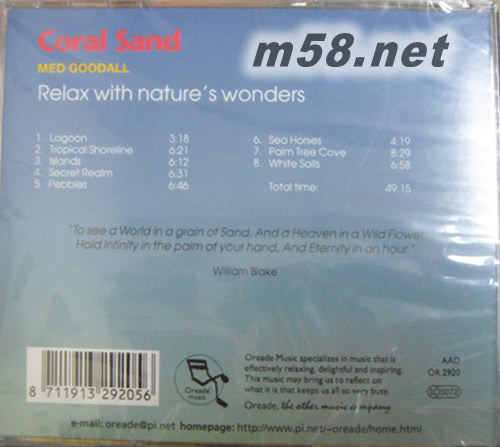 Coral Sand
m58.net
MED GOODALL
Relax with nature's wonders
1. Lagoon 3:18
2. Tropical Shoreline 6:21
3. Islands 6:12
4. Secret Realm 6:31
5. Pebbles 6:46
6. Sea Horses 4:19
7. Palm Tree Cove 8:29
8. White Sails 6:58
Total time: 49:15
"To see a World in a grain of Sand, And a Heaven in a Wild Flower
Hold Infinity in the palm of your hand, And Eternity in an hour."
William Blake
Oreade Music specializes in music that is
effectively relaxing, delightful and inspiring.
This music may bring us to reflect on
what it is that keeps us all so very busy.
Oreade, the other music company
AAD
OA 2920
LC 5072
Oreade music
8 711913 292056
e-mail: oreade@pi.net homepage: http://www.pi.net/~oreade/home.html